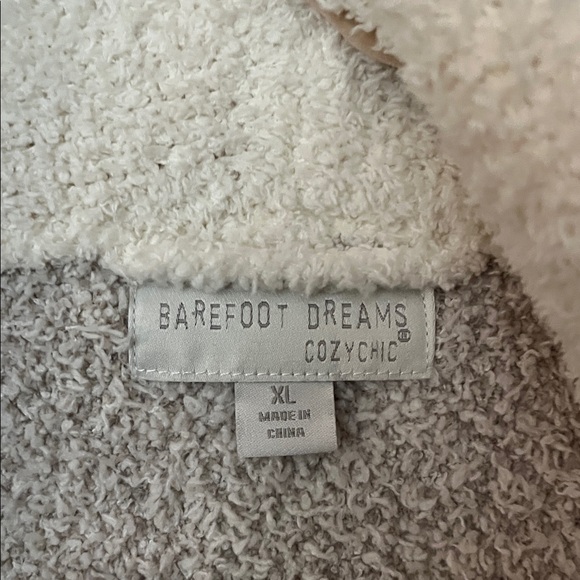 BAREFOOT DREAMS
COZYCHIC®
XL
MADE IN
CHINA